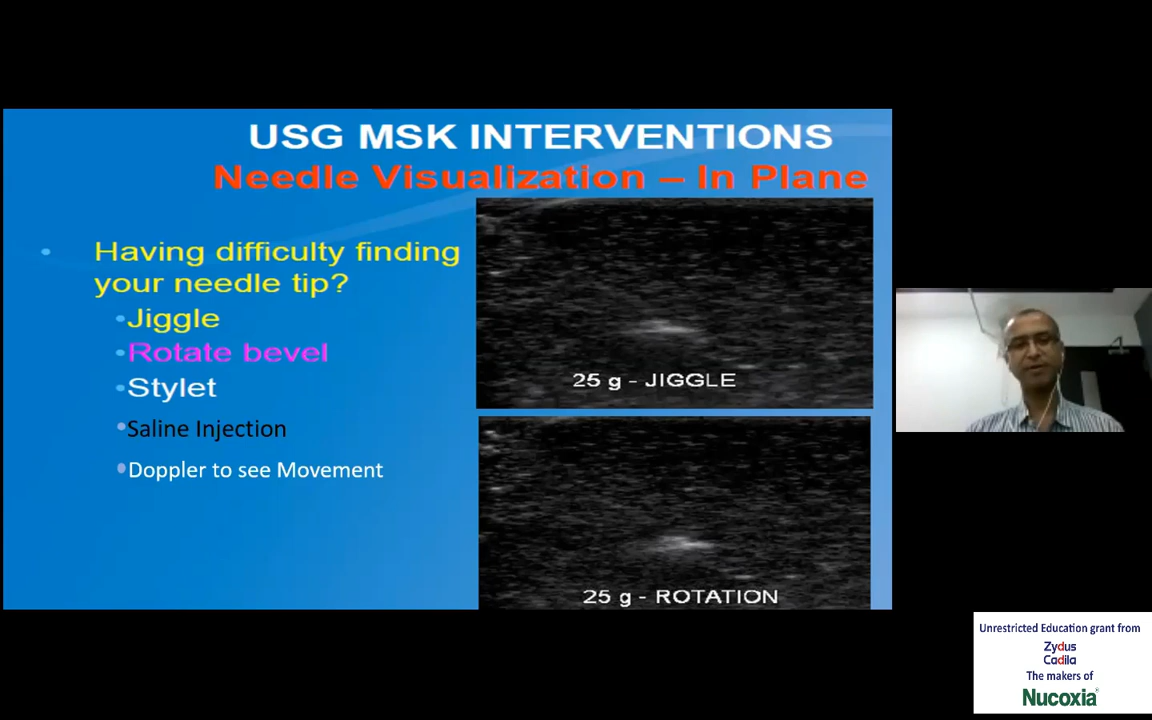 USG MSK INTERVENTIONS
Needle Visualization – In Plane
• Having difficulty finding
your needle tip?
•Jiggle
•Rotate bevel
•Stylet
•Saline Injection
•Doppler to see Movement
25 g - JIGGLE
25 g - ROTATION
Unrestricted Education grant from
Zydus
Cadila
The makers of
Nucoxia